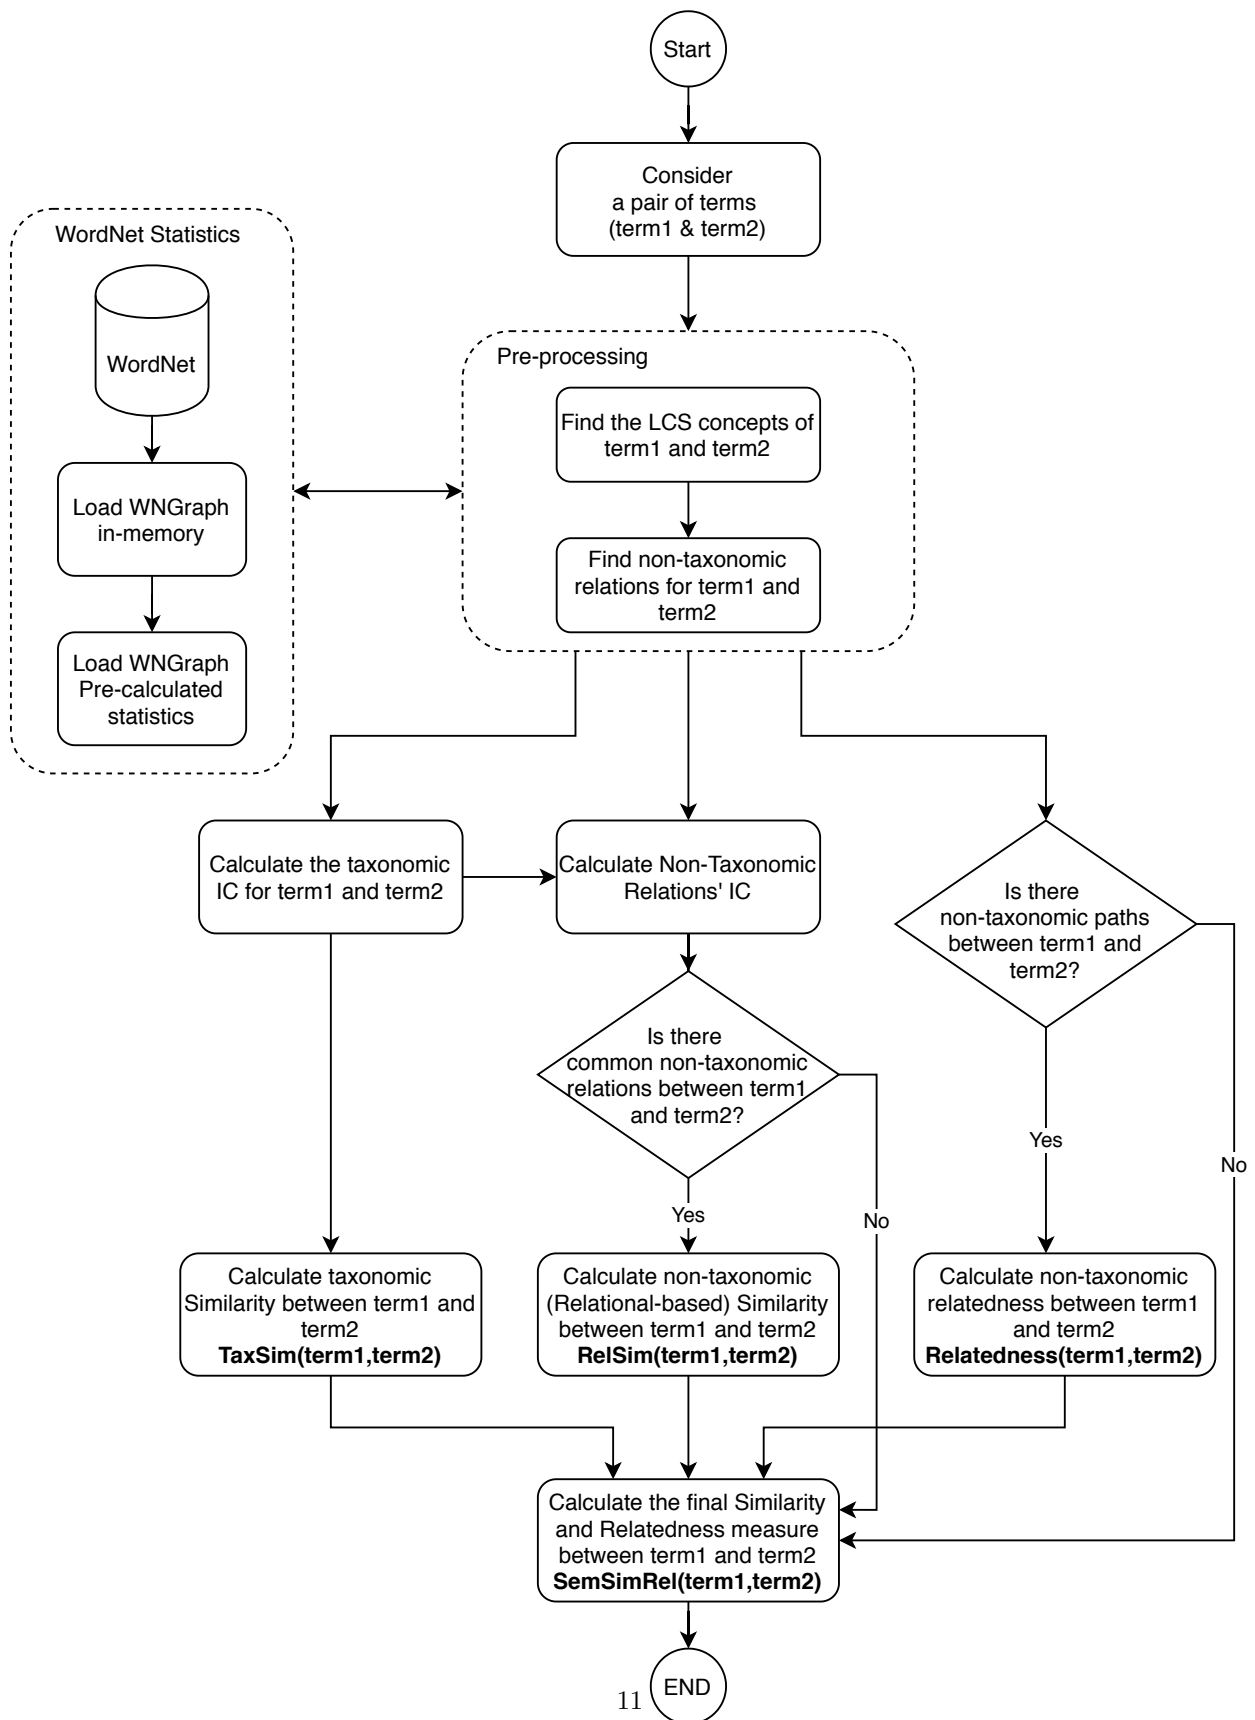 Start
Consider
a pair of terms
(term1 & term2)
WordNet Statistics
WordNet
Load WNGraph
in-memory
Load WNGraph
Pre-calculated
statistics
Pre-processing
Find the LCS concepts of
term1 and term2
Find non-taxonomic
relations for term1 and
term2
Calculate the taxonomic
IC for term1 and term2
Calculate Non-Taxonomic
Relations' IC
Is there
non-taxonomic paths
between term1 and
term2?
Is there
common non-taxonomic
relations between term1
and term2?
Yes
No
Yes
No
Calculate taxonomic
Similarity between term1 and
term2
TaxSim(term1,term2)
Calculate non-taxonomic
(Relational-based) Similarity
between term1 and term2
RelSim(term1,term2)
Calculate non-taxonomic
relatedness between term1
and term2
Relatedness(term1,term2)
Calculate the final Similarity
and Relatedness measure
between term1 and term2
SemSimRel(term1,term2)
END
11